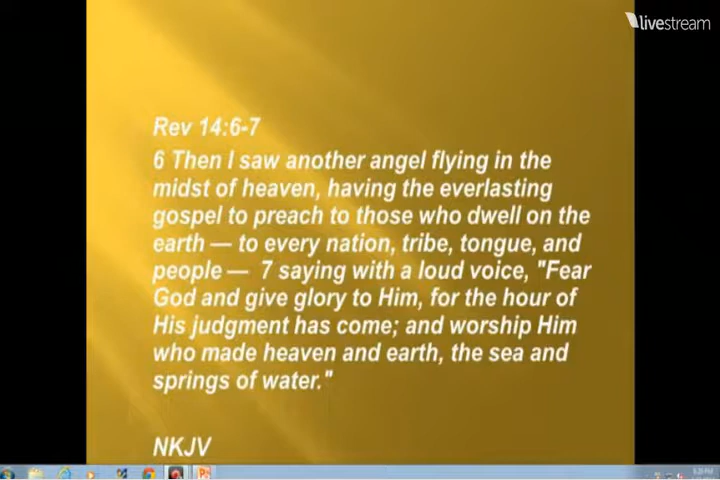 livestream
Rev 14:6-7
6 Then I saw another angel flying in the
midst of heaven, having the everlasting
gospel to preach to those who dwell on the
earth — to every nation, tribe, tongue, and
people — 7 saying with a loud voice, "Fear
God and give glory to Him, for the hour of
His judgment has come; and worship Him
who made heaven and earth, the sea and
springs of water."
NKJV